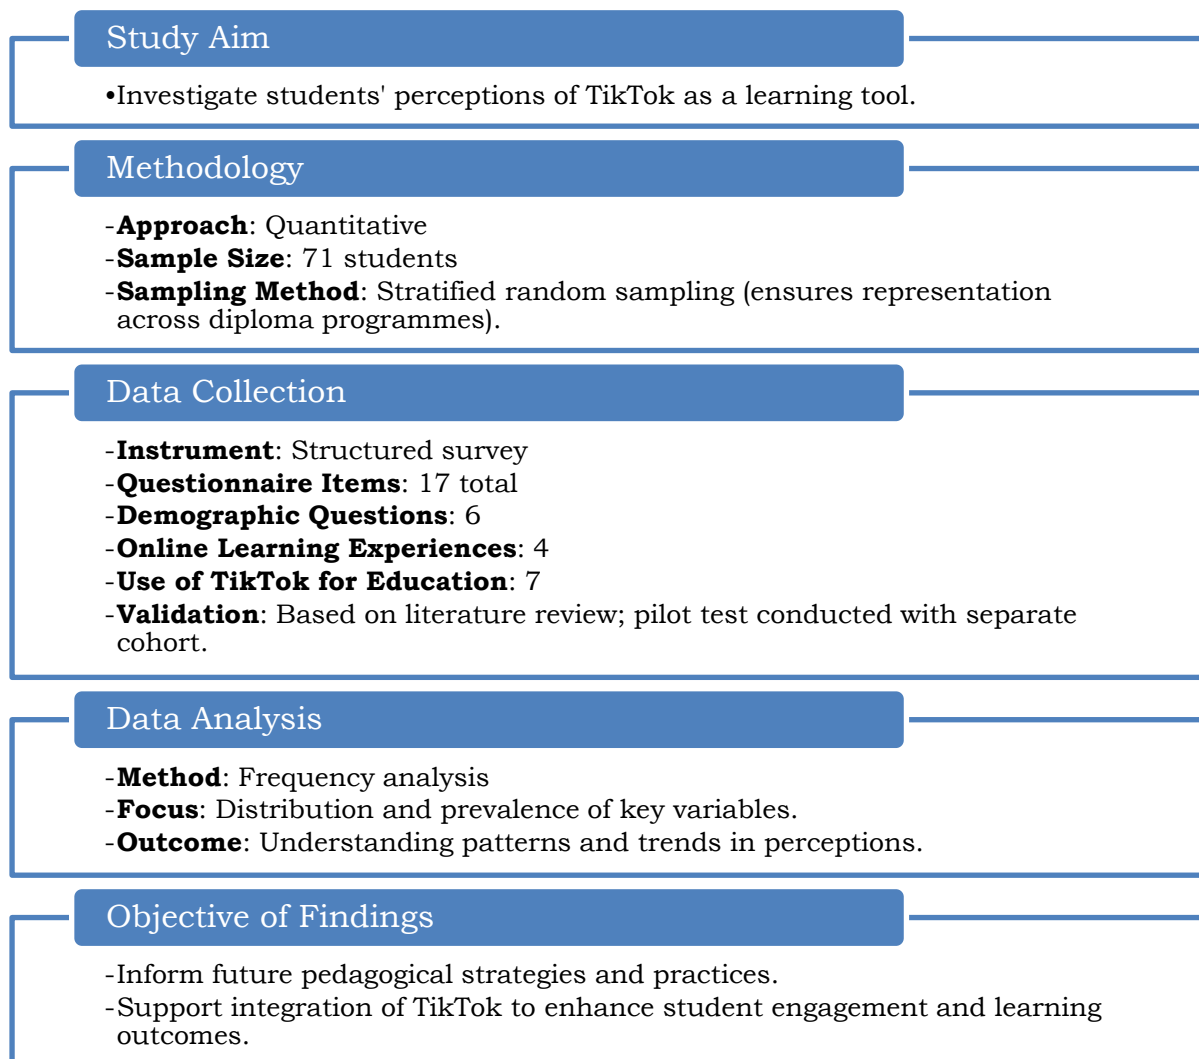 Study Aim
•Investigate students' perceptions of TikTok as a learning tool.
Methodology
-Approach: Quantitative
-Sample Size: 71 students
-Sampling Method: Stratified random sampling (ensures representation
across diploma programmes).
Data Collection
-Instrument: Structured survey
-Questionnaire Items: 17 total
-Demographic Questions: 6
-Online Learning Experiences: 4
-Use of TikTok for Education: 7
-Validation: Based on literature review; pilot test conducted with separate
cohort.
Data Analysis
-Method: Frequency analysis
-Focus: Distribution and prevalence of key variables.
-Outcome: Understanding patterns and trends in perceptions.
Objective of Findings
-Inform future pedagogical strategies and practices.
-Support integration of TikTok to enhance student engagement and learning
outcomes.